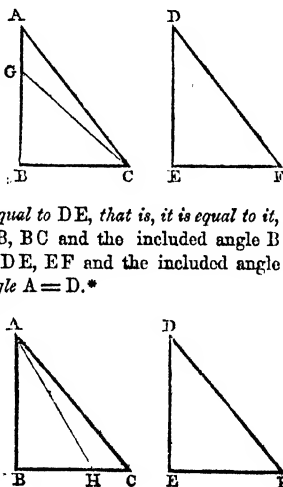 A
D
G
B
C
E
F
qual to DE, that is, it is equal to it,
B, BC and the included angle B
DE, EF and the included angle
gle A = D.*
A
D
B
H
C
E